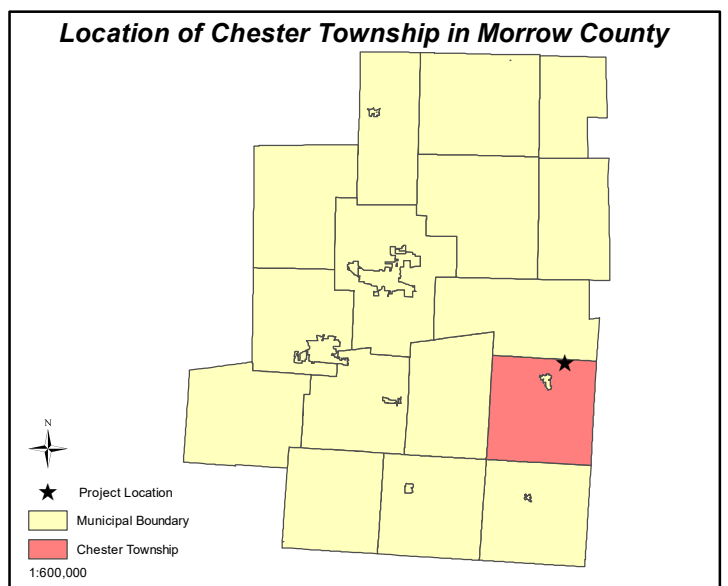 Location of Chester Township in Morrow County
N
Project Location
Municipal Boundary
Chester Township
1:600,000